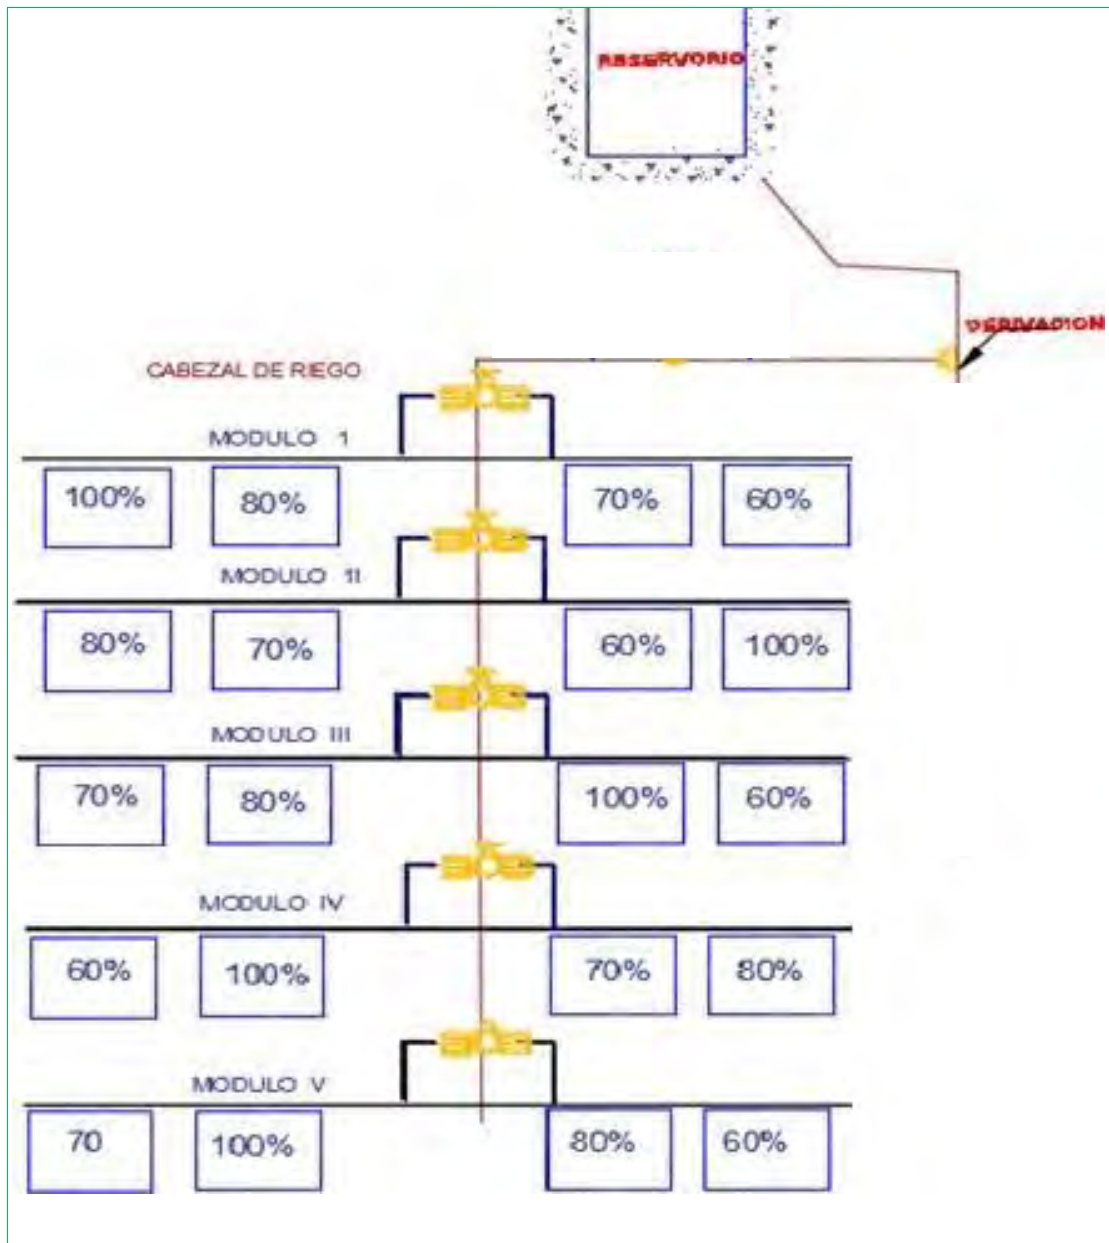 RESERVORIO
DERIVACION
CABEZAL DE RIEGO
MODULO 1
100% 80% 70% 60%
MODULO 1I
80% 70% 60% 100%
MODULO III
70% 80% 100% 60%
MODULO IV
60% 100% 70% 80%
MODULO V
70 100% 80% 60%